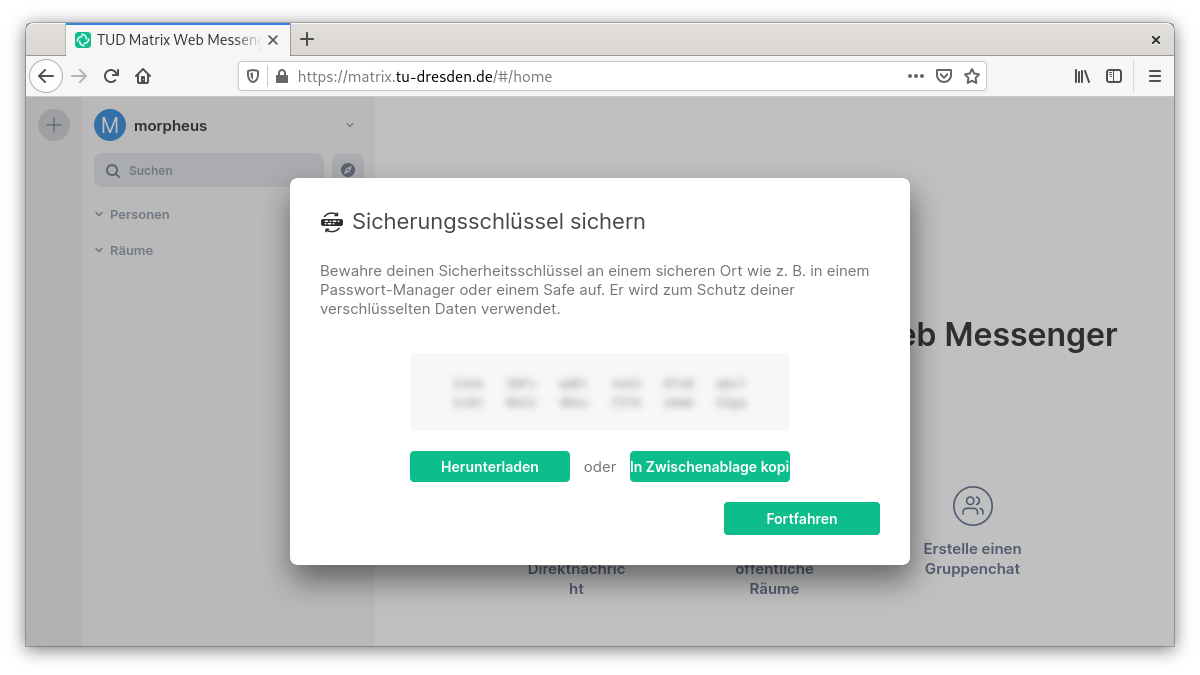 TUD Matrix Web Messeng
https://matrix.tu-dresden.de/#/home
M morpheus
Suchen
Personen
Räume
Sicherungsschlüssel sichern
Bewahre deinen Sicherheitsschlüssel an einem sicheren Ort wie z. B. in einem
Passwort-Manager oder einem Safe auf. Er wird zum Schutz deiner
verschlüsselten Daten verwendet.
Herunterladen oder In Zwischenablage kopi
Fortfahren
eb Messenger
Direktnachric
ht
öffentliche
Räume
Erstelle einen
Gruppenchat